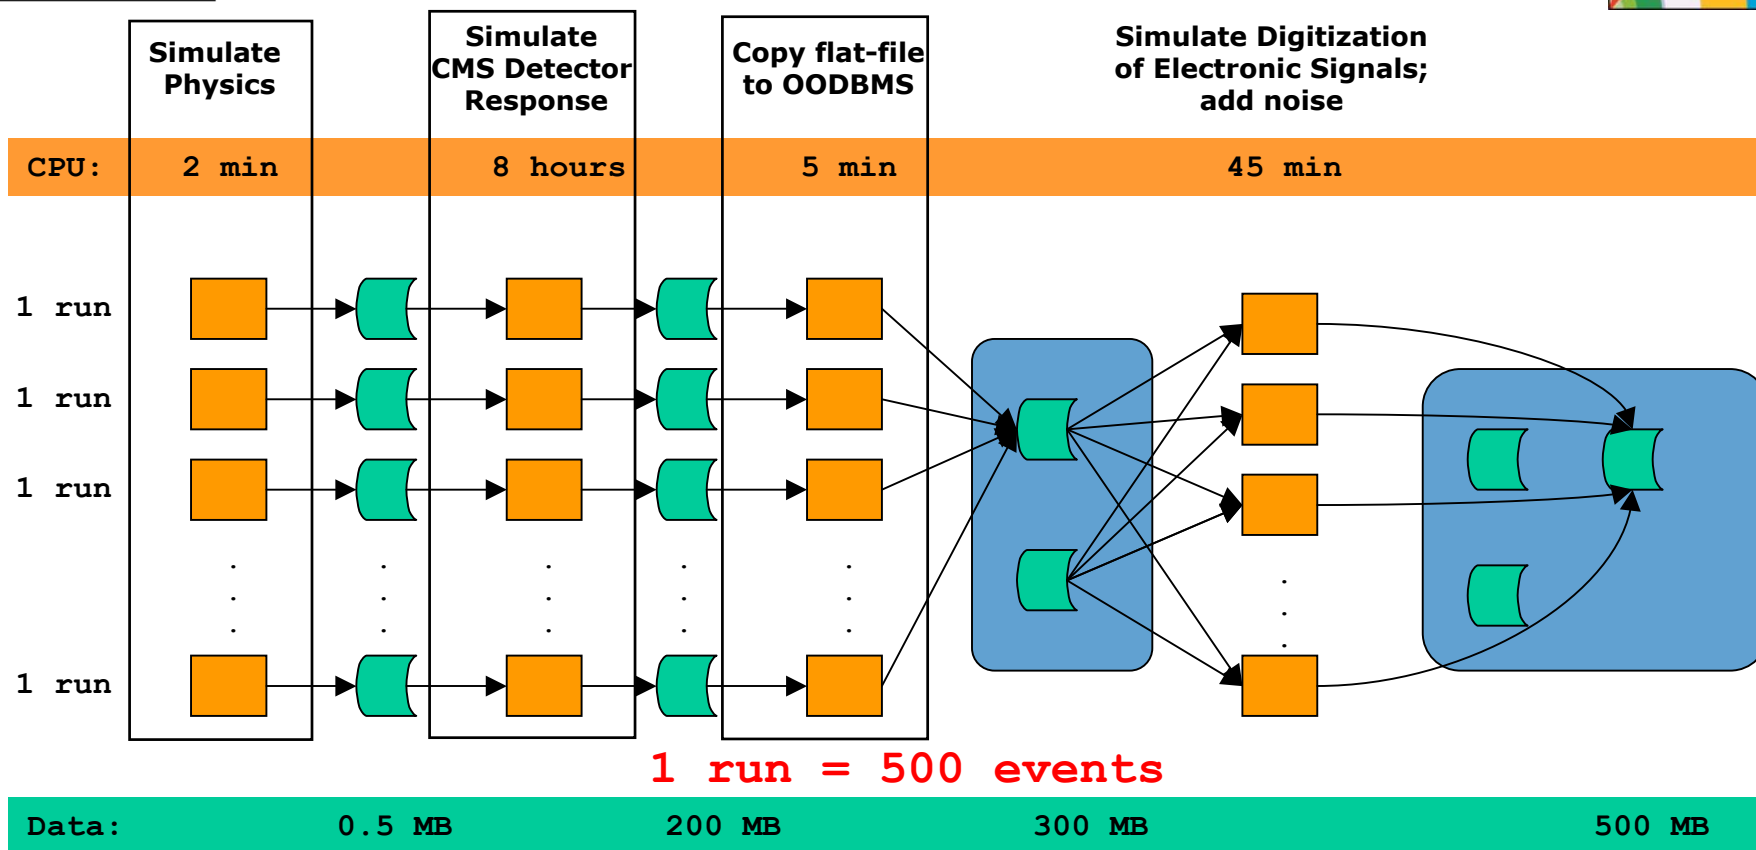 Simulate
Physics
Simulate
CMS Detector
Response
Copy flat-file
to OODBMS
Simulate Digitization
of Electronic Signals;
add noise
CPU: 2 min 8 hours 5 min 45 min
1 run
1 run
1 run
1 run
1 run = 500 events
Data: 0.5 MB 200 MB 300 MB 500 MB